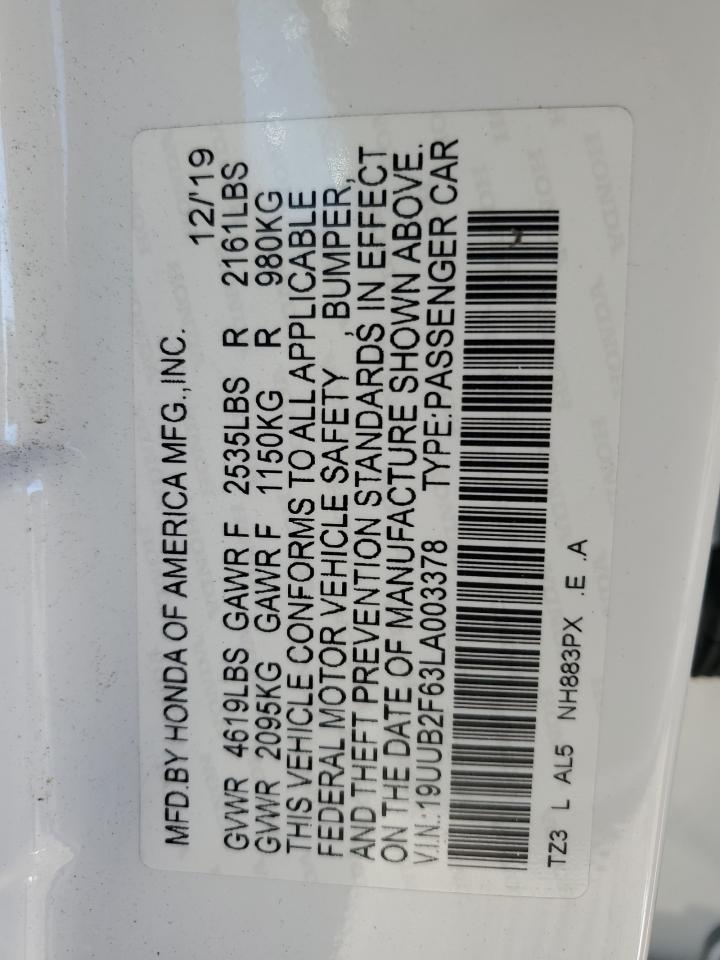 MFD.BY HONDA OF AMERICA MFG.,INC. 12/'19
GVWR 4619LBS GAWR F 2535LBS R 2161LBS
GVWR 2095KG GAWR F 1150KG R 980KG
THIS VEHICLE CONFORMS TO ALL APPLICABLE
FEDERAL MOTOR VEHICLE SAFETY , BUMPER,
AND THEFT PREVENTION STANDARDS IN EFFECT
ON THE DATE OF MANUFACTURE SHOWN ABOVE.
V.I.N.:19UUB2F63LA003378 TYPE:PASSENGER CAR
TZ3 L AL5 NH883PX .E .A